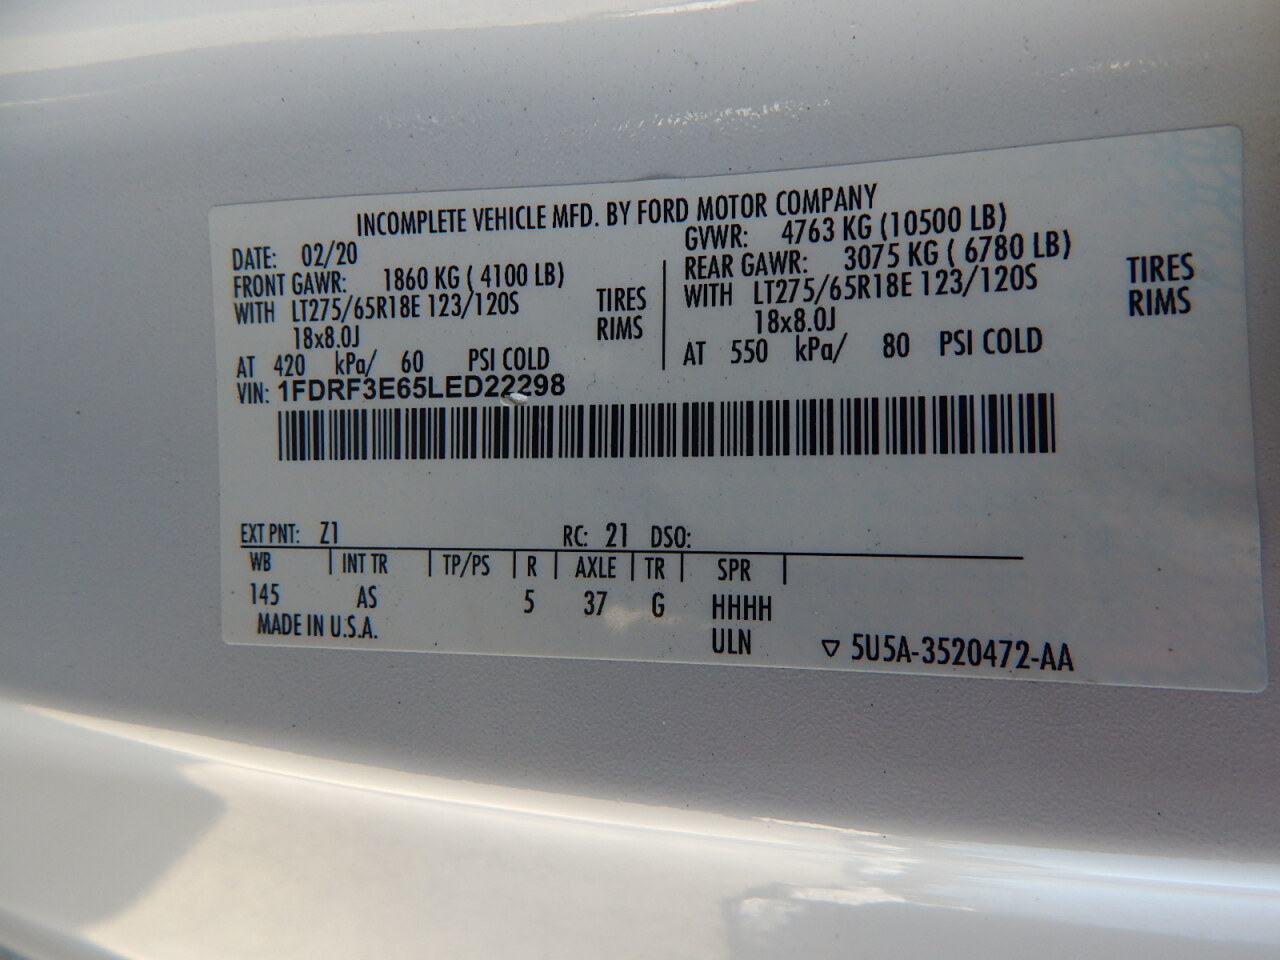 INCOMPLETE VEHICLE MFD. BY FORD MOTOR COMPANY
DATE: 02/20
GVWR: 4763 KG (10500 LB)
FRONT GAWR: 1860 KG ( 4100 LB)
WITH LT275/65R18E 123/120S TIRES
18x8.0J RIMS
AT 420 kPa/ 60 PSI COLD
REAR GAWR: 3075 KG ( 6780 LB)
WITH LT275/65R18E 123/120S TIRES
18x8.0J RIMS
AT 550 kPa/ 80 PSI COLD
VIN: 1FDRF3E65LED22298
EXT PNT: Z1 RC: 21 DSO:
WB INT TR TP/PS R AXLE TR SPR
145 AS 5 37 G HHHH
MADE IN U.S.A. ULN ▽ 5U5A-3520472-AA